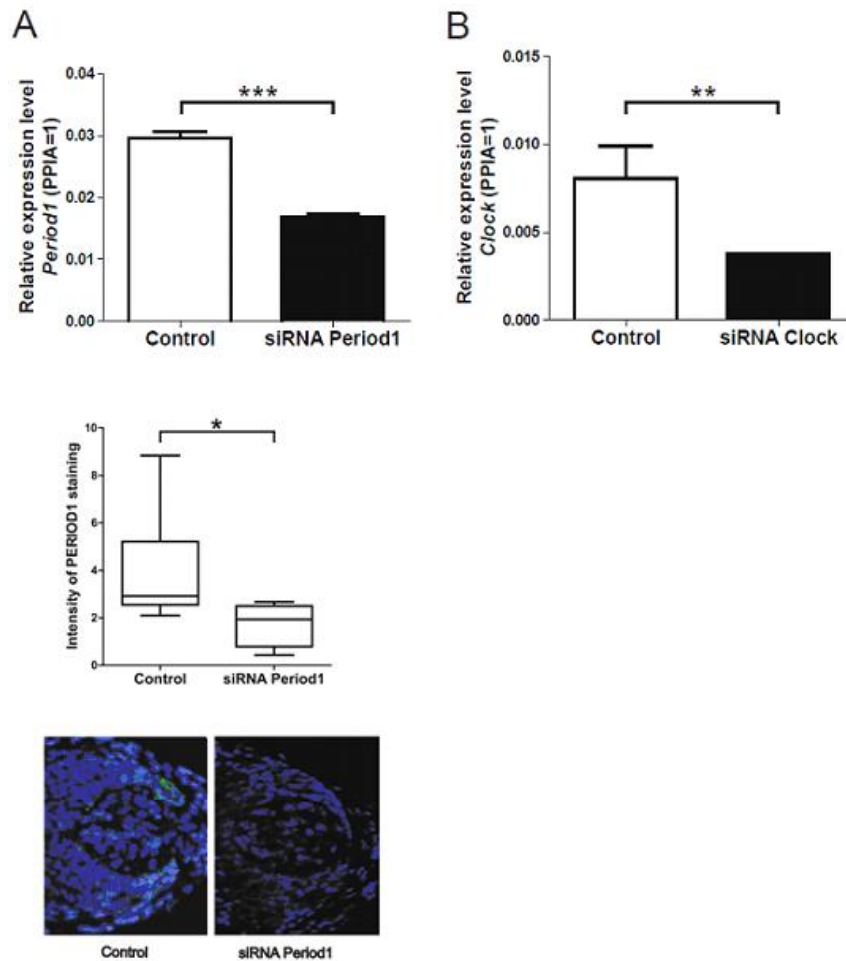 A
Relative expression level
Period1 (PPIA=1)
0.04
0.03
0.02
0.01
0.00
***
Control
siRNA Period1
B
Relative expression level
Clock (PPIA=1)
0.015
0.010
0.005
0.000
**
Control
siRNA Clock
Intensity of PERIOD1 staining
10
8
6
4
2
0
*
Control
siRNA Period1
Control
siRNA Period1